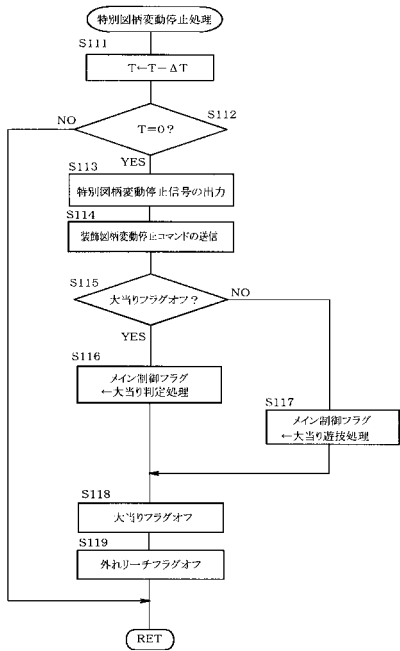 特別図柄変動停止処理
S111
T←T－ΔT
S112
T＝0？
NO
YES
S113
特別図柄変動停止信号の出力
S114
装飾図柄変動停止コマンドの送信
S115
大当りフラグオフ？
NO
YES
S116
メイン制御フラグ
←大当り判定処理
S117
メイン制御フラグ
←大当り遊技処理
S118
大当りフラグオフ
S119
外れリーチフラグオフ
RET